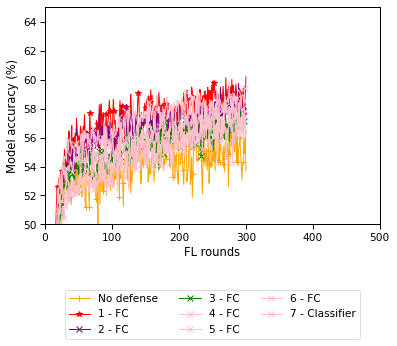 64
62
60
58
56
54
52
50
Model accuracy (%)
0 100 200 300 400 500
FL rounds
No defense 3 - FC 6 - FC
1 - FC 4 - FC 7 - Classifier
2 - FC 5 - FC